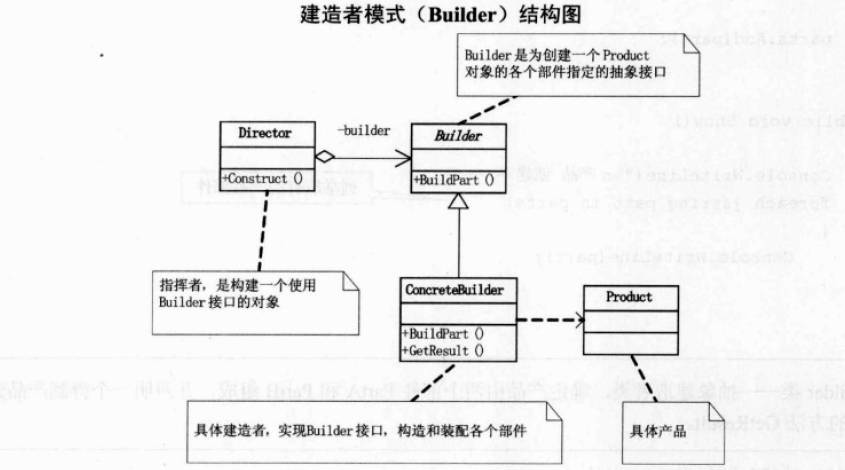 建造者模式（Builder）结构图
Builder是为创建一个Product
对象的各个部件指定的抽象接口
Director
-builder
Builder
+Construct ()
+BuildPart ()
指挥者，是构建一个使用
Builder接口的对象
ConcreteBuilder
Product
+BuildPart ()
+GetResult ()
具体建造者，实现Builder接口，构造和装配各个部件
具体产品